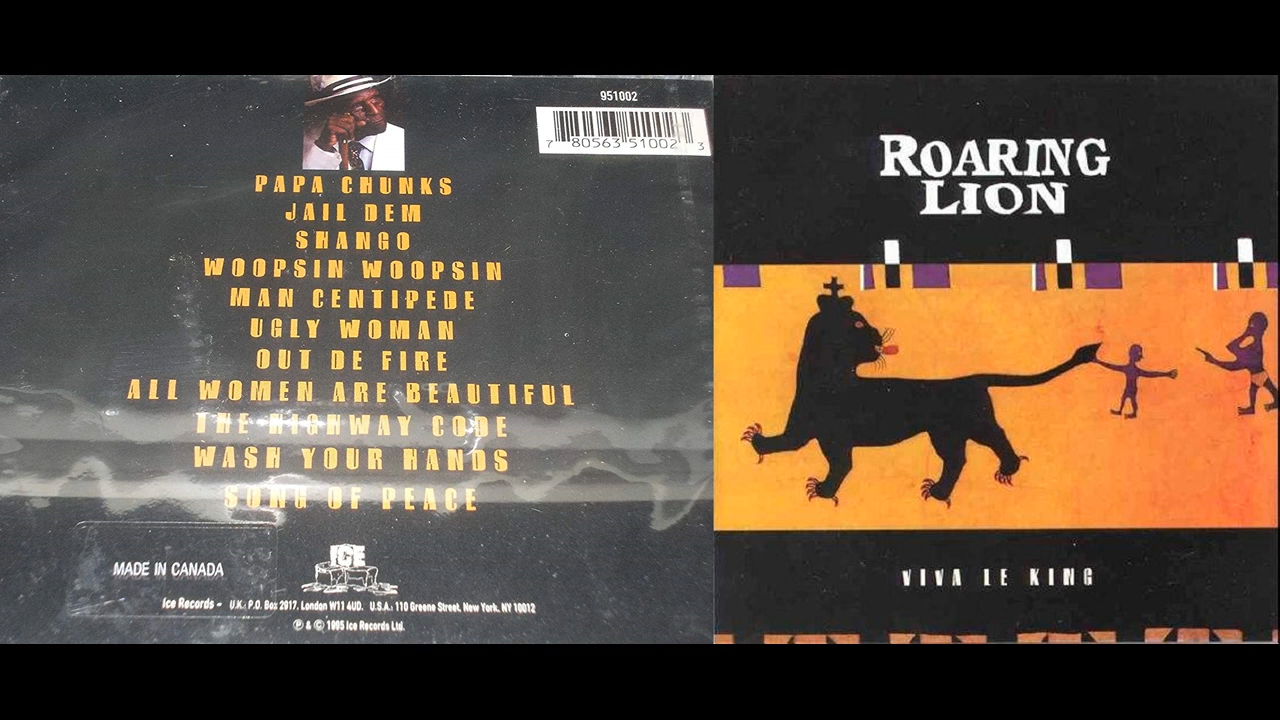 951002
7 80563 51002 3
PAPA CHUNKS
JAIL DEM
SHANGO
WOOPSIN WOOPSIN
MAN CENTIPEDE
UGLY WOMAN
OUT DE FIRE
ALL WOMEN ARE BEAUTIFUL
THE HIGHWAY CODE
WASH YOUR HANDS
SONG OF PEACE
MADE IN CANADA
ICE
Ice Records - U.K.: P.O. Box 2917, London W11 4UD. U.S.A.: 110 Greene Street, New York, NY 10012
℗ & © 1995 Ice Records Ltd.
ROARING
LION
VIVA LE KING